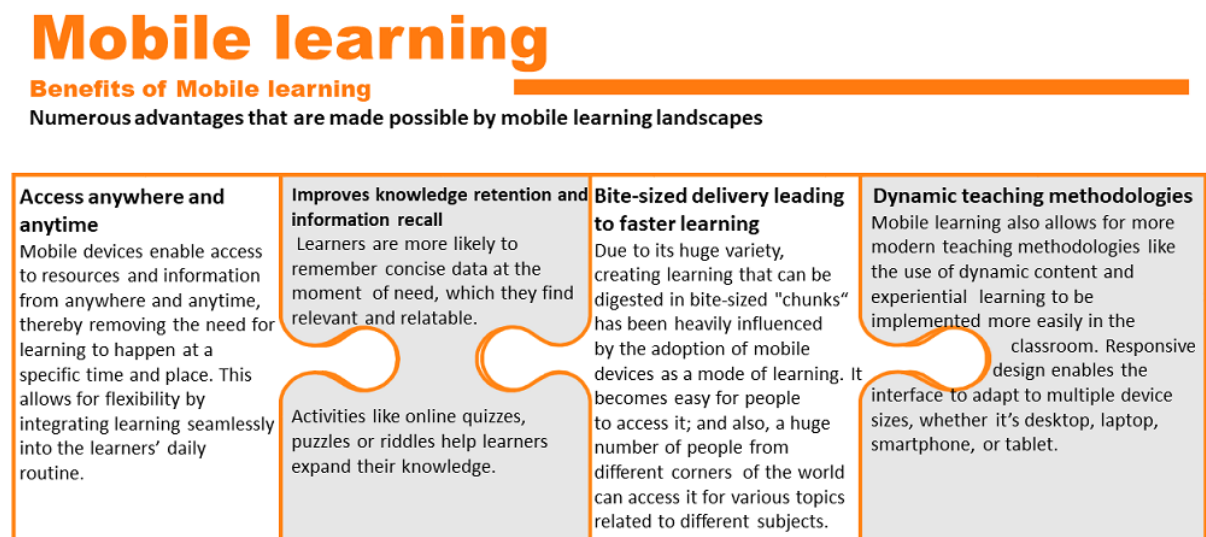 Mobile learning
Benefits of Mobile learning
Numerous advantages that are made possible by mobile learning landscapes
Access anywhere and
anytime
Mobile devices enable access
to resources and information
from anywhere and anytime,
thereby removing the need for
learning to happen at a
specific time and place. This
allows for flexibility by
integrating learning seamlessly
into the learners’ daily
routine.
Improves knowledge retention and
information recall
Learners are more likely to
remember concise data at the
moment of need, which they find
relevant and relatable.
Activities like online quizzes,
puzzles or riddles help learners
expand their knowledge.
Bite-sized delivery leading
to faster learning
Due to its huge variety,
creating learning that can be
digested in bite-sized "chunks“
has been heavily influenced
by the adoption of mobile
devices as a mode of learning. It
becomes easy for people
to access it; and also, a huge
number of people from
different corners of the world
can access it for various topics
related to different subjects.
Dynamic teaching methodologies
Mobile learning also allows for more
modern teaching methodologies like
the use of dynamic content and
experiential learning to be
implemented more easily in the
classroom. Responsive
design enables the
interface to adapt to multiple device
sizes, whether it’s desktop, laptop,
smartphone, or tablet.